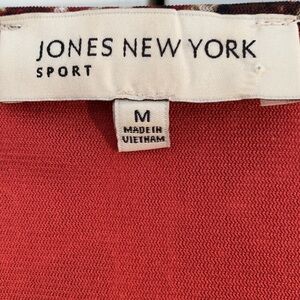 JONES NEW YORK
SPORT
M
MADE IN
VIETNAM